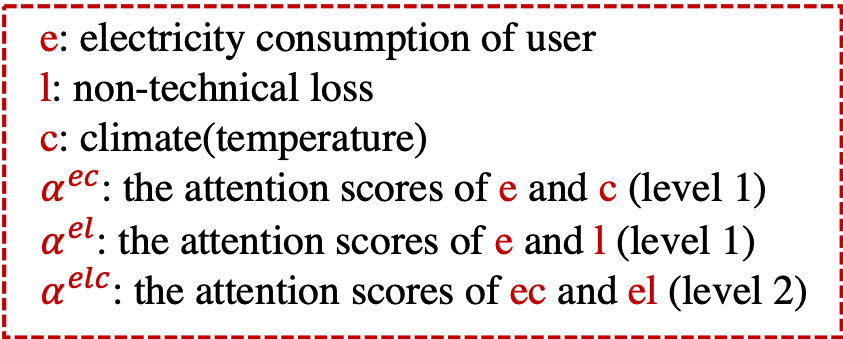 e: electricity consumption of user
l: non-technical loss
c: climate(temperature)
α^{ec}: the attention scores of e and c (level 1)
α^{el}: the attention scores of e and l (level 1)
α^{elc}: the attention scores of ec and el (level 2)